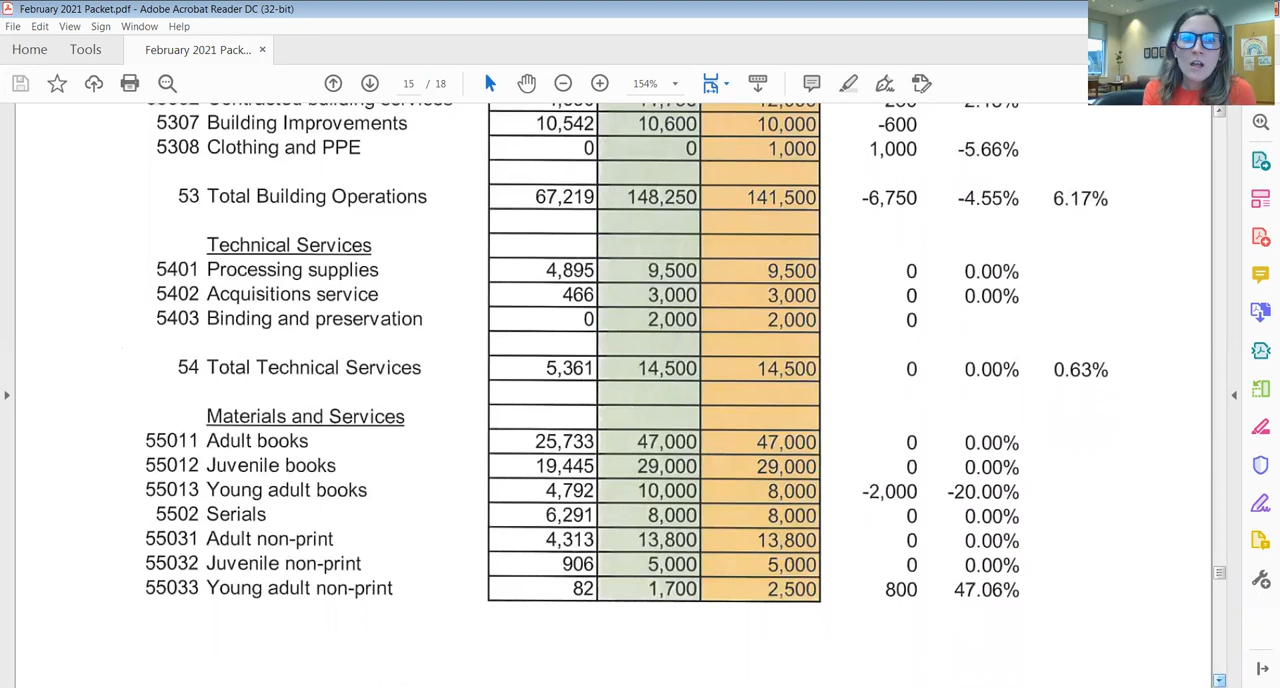 February 2021 Packet.pdf - Adobe Acrobat Reader DC (32-bit)
File Edit View Sign Window Help
Home Tools February 2021 Pack... ×
15 / 18 154%
5307 Building Improvements 10,542 10,600 10,000 -600
5308 Clothing and PPE 0 0 1,000 1,000 -5.66%
53 Total Building Operations 67,219 148,250 141,500 -6,750 -4.55% 6.17%
Technical Services
5401 Processing supplies 4,895 9,500 9,500 0 0.00%
5402 Acquisitions service 466 3,000 3,000 0 0.00%
5403 Binding and preservation 0 2,000 2,000 0
54 Total Technical Services 5,361 14,500 14,500 0 0.00% 0.63%
Materials and Services
55011 Adult books 25,733 47,000 47,000 0 0.00%
55012 Juvenile books 19,445 29,000 29,000 0 0.00%
55013 Young adult books 4,792 10,000 8,000 -2,000 -20.00%
5502 Serials 6,291 8,000 8,000 0 0.00%
55031 Adult non-print 4,313 13,800 13,800 0 0.00%
55032 Juvenile non-print 906 5,000 5,000 0 0.00%
55033 Young adult non-print 82 1,700 2,500 800 47.06%